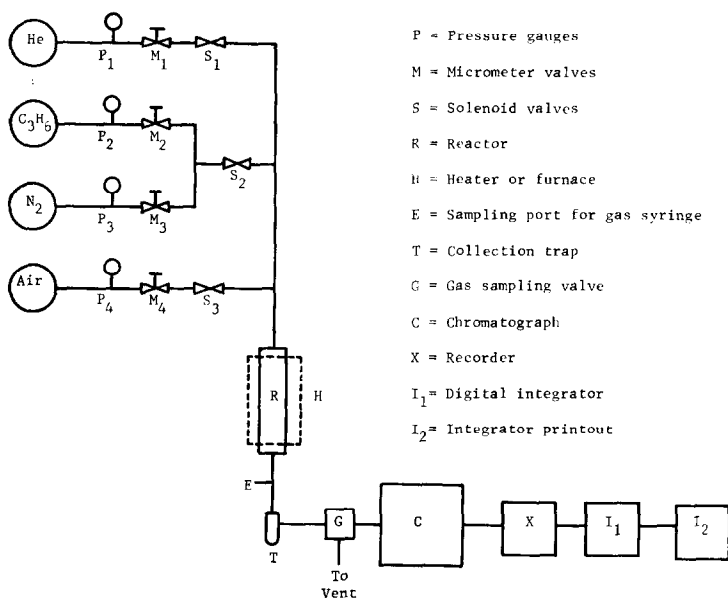 He
P1
M1
S1
C3H6
P2
M2
S2
N2
P3
M3
Air
P4
M4
S3
R
H
E
T
G
To
Vent
C
X
I1
I2
P = Pressure gauges
M = Micrometer valves
S = Solenoid valves
R = Reactor
H = Heater or furnace
E = Sampling port for gas syringe
T = Collection trap
G = Gas sampling valve
C = Chromatograph
X = Recorder
I1= Digital integrator
I2= Integrator printout